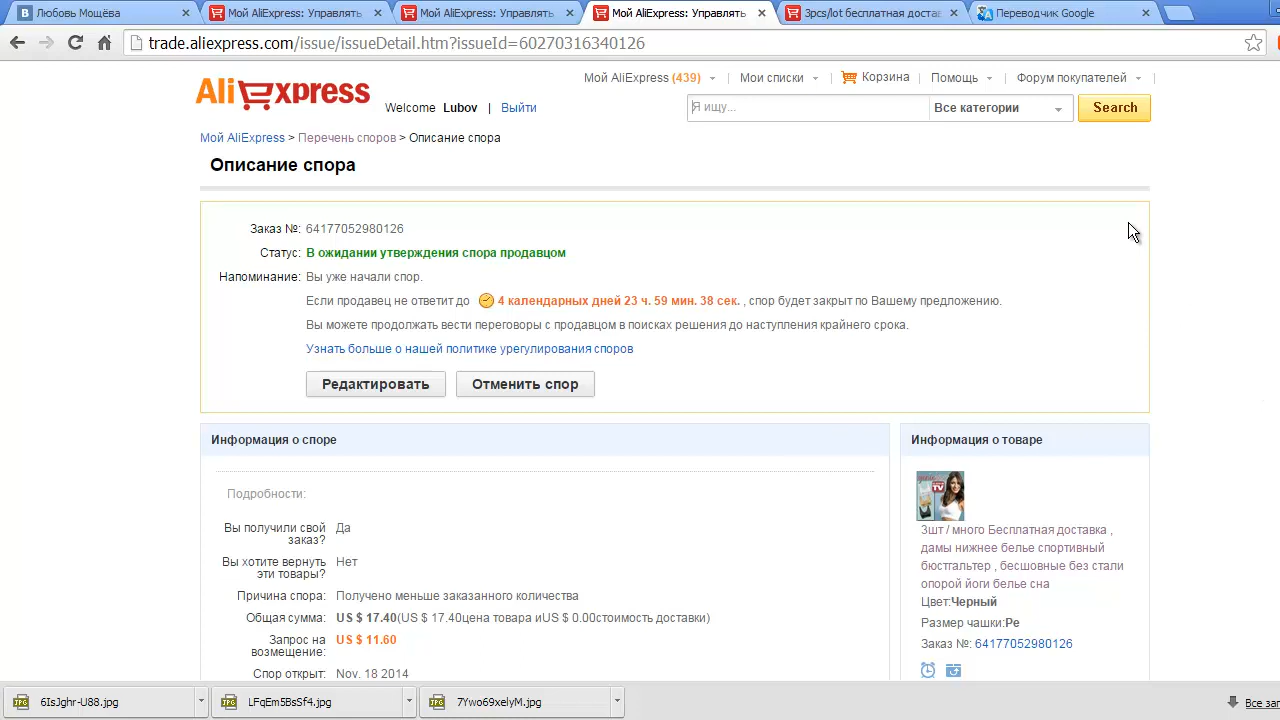 Любовь Мощёва
Мой AliExpress: Управлять
Мой AliExpress: Управлять
Мой AliExpress: Управлять
3pcs/lot бесплатная достав
Переводчик Google
trade.aliexpress.com/issue/issueDetail.htm?issueId=60270316340126
Мой AliExpress (439) | Мои списки | Корзина | Помощь | Форум покупателей |
AliExpress
Welcome Lubov | Выйти
Я ищу...
Все категории
Search
Мой AliExpress > Перечень споров > Описание спора
Описание спора
Заказ №: 64177052980126
Статус: В ожидании утверждения спора продавцом
Напоминание: Вы уже начали спор.
Если продавец не ответит до 4 календарных дней 23 ч. 59 мин. 38 сек. , спор будет закрыт по Вашему предложению.
Вы можете продолжать вести переговоры с продавцом в поисках решения до наступления крайнего срока.
Узнать больше о нашей политике урегулирования споров
Редактировать
Отменить спор
Информация о споре
Подробности:
Вы получили свой заказ? Да
Вы хотите вернуть эти товары? Нет
Причина спора: Получено меньше заказанного количества
Общая сумма: US $ 17.40(US $ 17.40цена товара иUS $ 0.00стоимость доставки)
Запрос на возмещение: US $ 11.60
Спор открыт: Nov. 18 2014
Информация о товаре
TV
3шт / много Бесплатная доставка ,
дамы нижнее белье спортивный
бюстгальтер , бесшовные без стали
опорой йоги белье сна
Цвет:Черный
Размер чашки:Pe
Заказ №: 64177052980126
6IsJghr-U88.jpg
LFqEm5BsSf4.jpg
7Ywo69xelyM.jpg
Все за